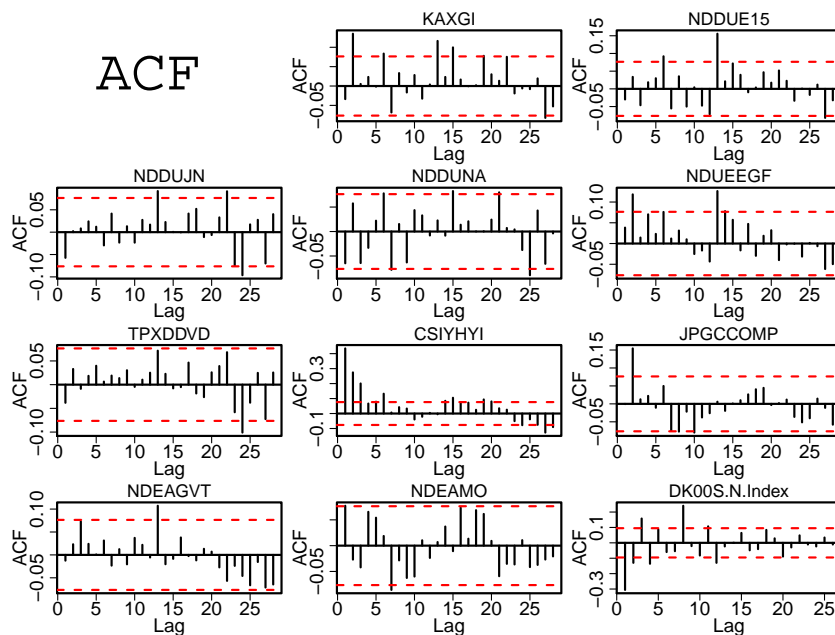 ACF
KAXGI
ACF
-0.05
0 5 10 15 20 25
Lag
NDDUE15
ACF
-0.05 0.15
0 5 10 15 20 25
Lag
NDDUJN
ACF
-0.10 0.05
0 5 10 15 20 25
Lag
NDDUNA
ACF
-0.05
0 5 10 15 20 25
Lag
NDUEEGF
ACF
-0.05 0.10
0 5 10 15 20 25
Lag
TPXDDVD
ACF
-0.10 0.05
0 5 10 15 20 25
Lag
CSIYHYI
ACF
-0.1 0.3
0 5 10 15 20 25
Lag
JPGCCOMP
ACF
-0.05 0.15
0 5 10 15 20 25
Lag
NDEAGVT
ACF
-0.05 0.10
0 5 10 15 20 25
Lag
NDEAMO
ACF
-0.05
0 5 10 15 20 25
Lag
DK00S.N.Index
ACF
-0.3 0.1
0 5 10 15 20 25
Lag